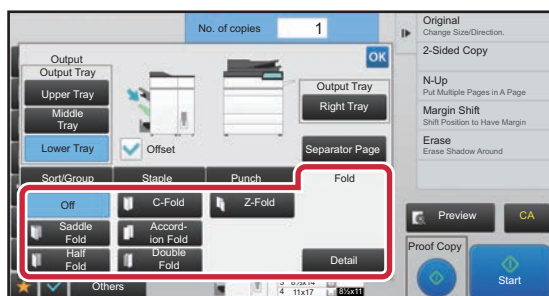 No. of copies 1
Original
Change Size/Direction.
2-Sided Copy
N-Up
Put Multiple Pages in A Page
Margin Shift
Shift Position to Have Margin
Erase
Erase Shadow Around
Output
OK
Output Tray
Upper Tray
Middle
Tray
Lower Tray
Offset
Output Tray
Right Tray
Separator Page
Sort/Group Staple Punch Fold
Off C-Fold Z-Fold
Saddle
Fold
Accord-
ion Fold
Half
Fold
Double
Fold
Detail
Preview CA
Proof Copy
Start
Others
4 11x17
8½x11